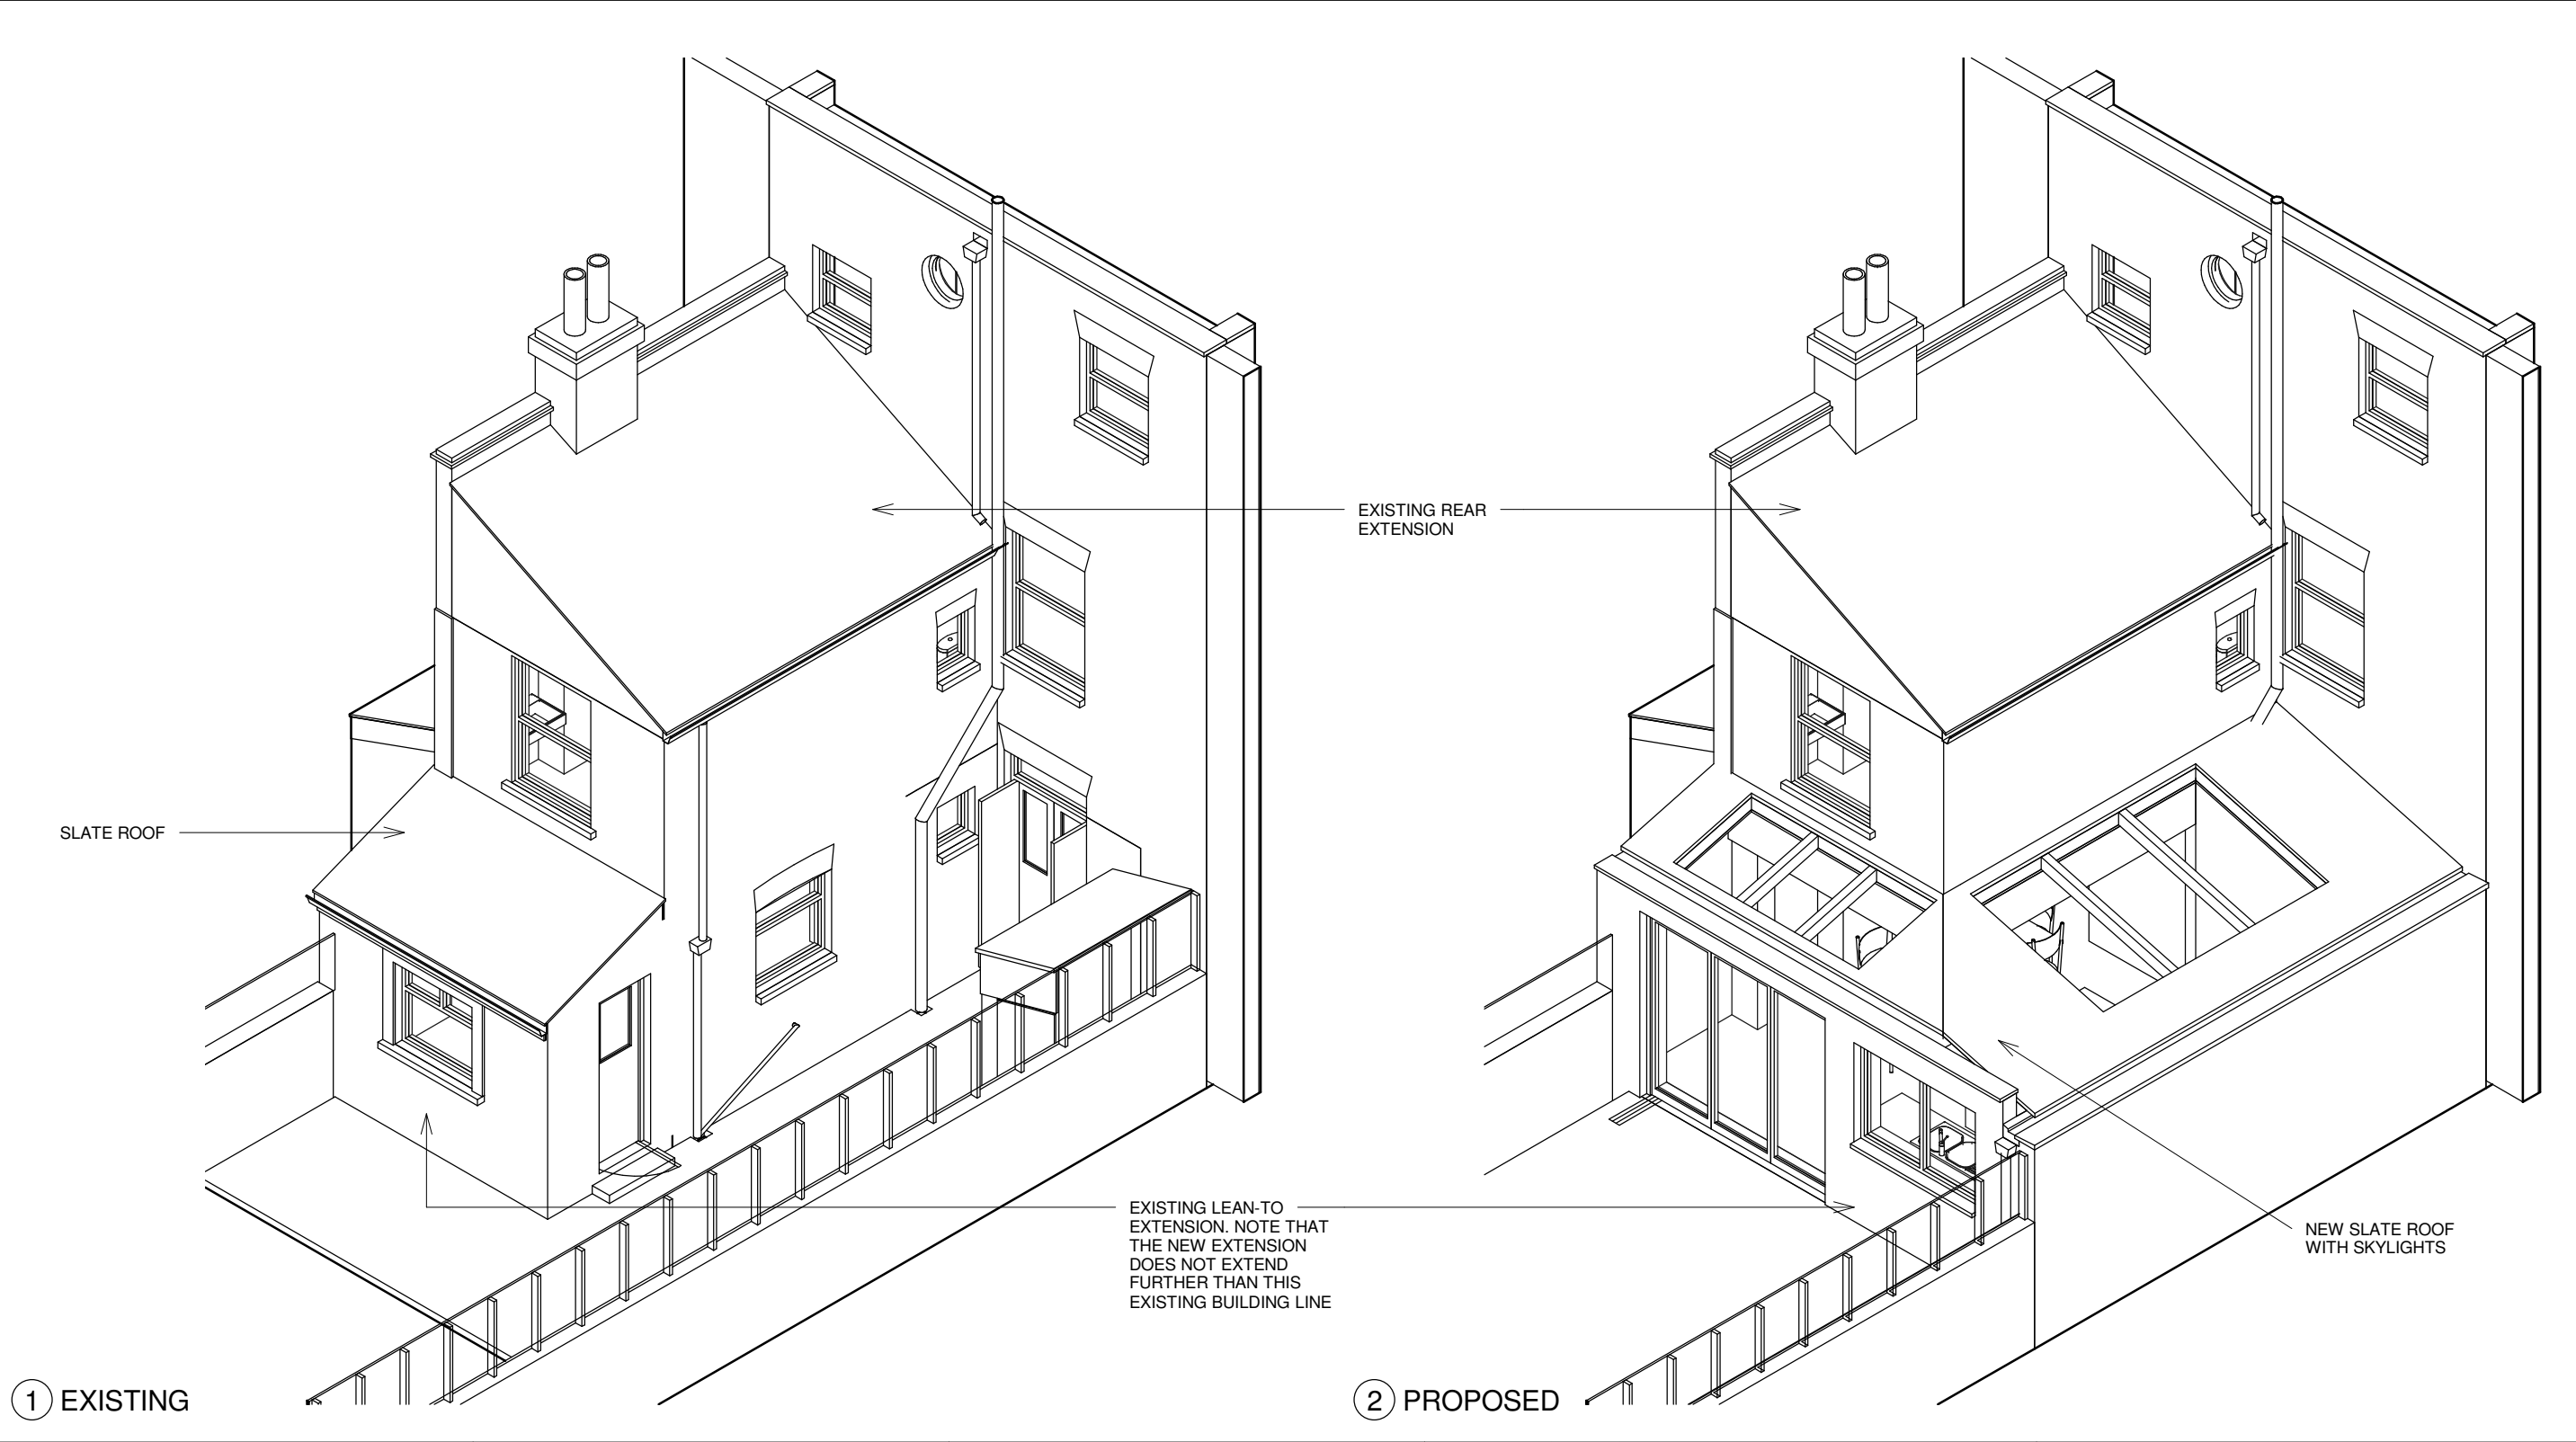 EXISTING REAR
EXTENSION
SLATE ROOF
EXISTING LEAN-TO
EXTENSION. NOTE THAT
THE NEW EXTENSION
DOES NOT EXTEND
FURTHER THAN THIS
EXISTING BUILDING LINE
NEW SLATE ROOF
WITH SKYLIGHTS
1 EXISTING
2 PROPOSED